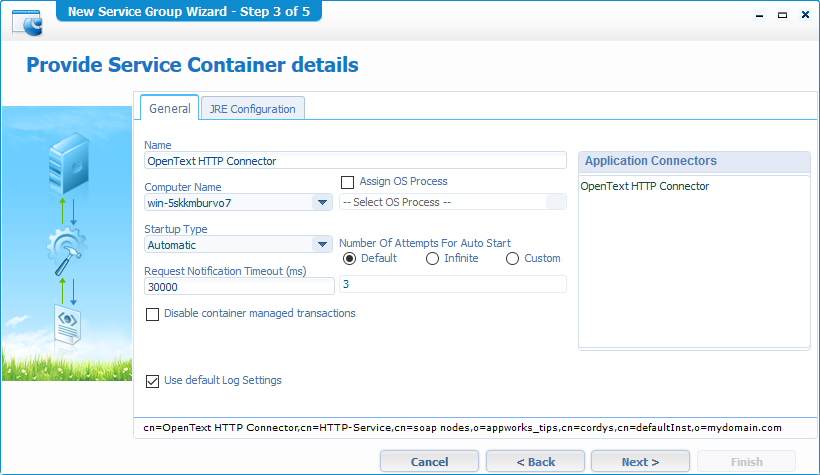 New Service Group Wizard - Step 3 of 5
Provide Service Container details
General
JRE Configuration
Name
OpenText HTTP Connector
Computer Name
win-5skkmburvo7
Assign OS Process
-- Select OS Process --
Startup Type
Automatic
Number Of Attempts For Auto Start
Default
Infinite
Custom
Request Notification Timeout (ms)
30000
3
Disable container managed transactions
Use default Log Settings
Application Connectors
OpenText HTTP Connector
cn=OpenText HTTP Connector,cn=HTTP-Service,cn=soap nodes,o=appworks_tips,cn=cordys,cn=defaultInst,o=mydomain.com
Cancel
< Back
Next >
Finish